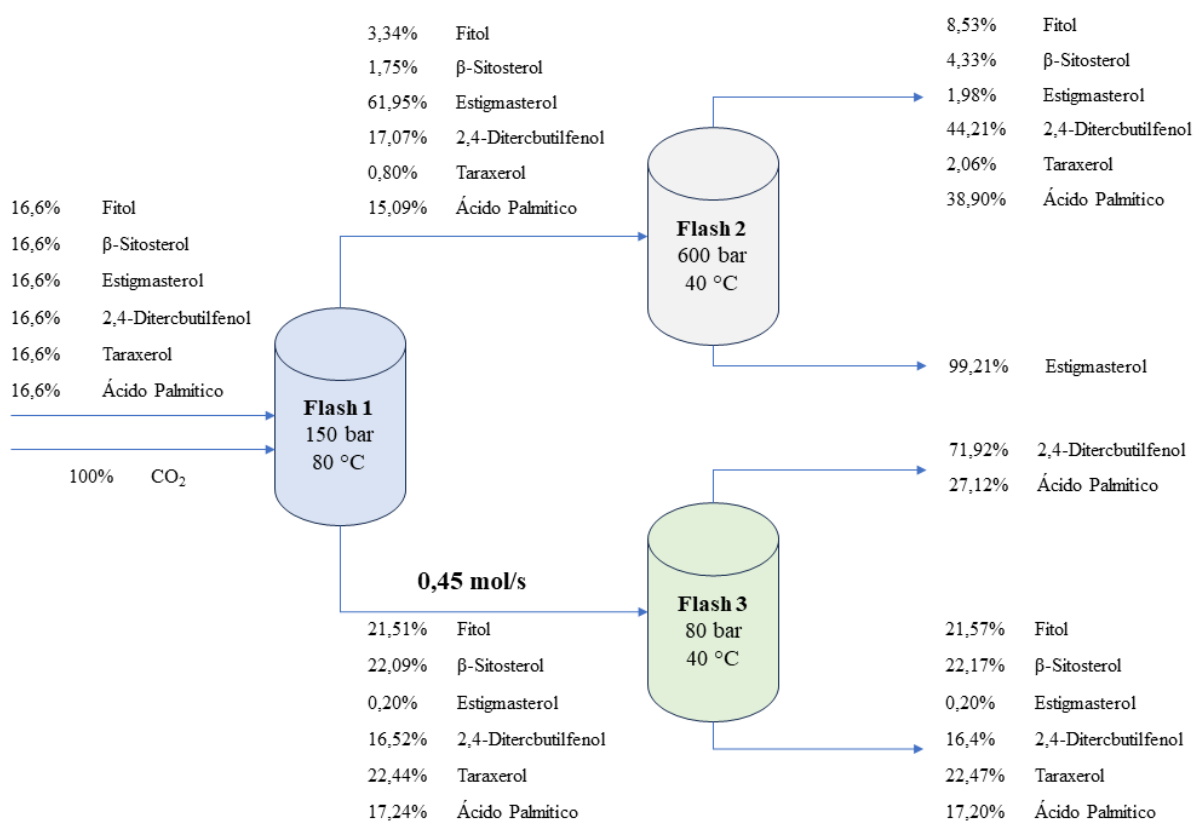 3,34% Fitol
1,75% β-Sitosterol
61,95% Estigmasterol
17,07% 2,4-Ditercbutilfenol
0,80% Taraxerol
15,09% Ácido Palmítico
8,53% Fitol
4,33% β-Sitosterol
1,98% Estigmasterol
44,21% 2,4-Ditercbutilfenol
2,06% Taraxerol
38,90% Ácido Palmítico
16,6% Fitol
16,6% β-Sitosterol
16,6% Estigmasterol
16,6% 2,4-Ditercbutilfenol
16,6% Taraxerol
16,6% Ácido Palmítico
100% CO₂
Flash 1
150 bar
80 °C
Flash 2
600 bar
40 °C
99,21% Estigmasterol
71,92% 2,4-Ditercbutilfenol
27,12% Ácido Palmítico
0,45 mol/s
Flash 3
80 bar
40 °C
21,51% Fitol
22,09% β-Sitosterol
0,20% Estigmasterol
16,52% 2,4-Ditercbutilfenol
22,44% Taraxerol
17,24% Ácido Palmítico
21,57% Fitol
22,17% β-Sitosterol
0,20% Estigmasterol
16,4% 2,4-Ditercbutilfenol
22,47% Taraxerol
17,20% Ácido Palmítico